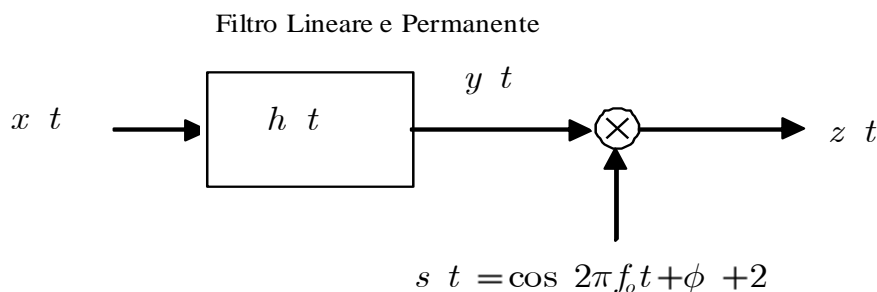 Filtro Lineare e Permanente
y t
x t
h t
z t
s t =cos 2πfₒt+ϕ +2